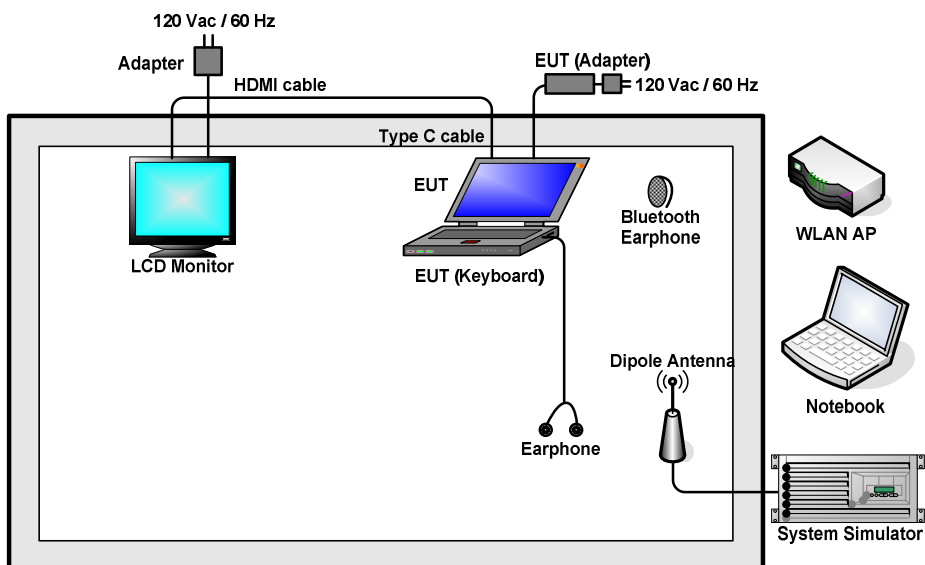 120 Vac / 60 Hz
Adapter
EUT (Adapter)
HDMI cable
120 Vac / 60 Hz
Type C cable
EUT
Bluetooth
Earphone
WLAN AP
LCD Monitor
EUT (Keyboard)
Dipole Antenna
Notebook
Earphone
System Simulator